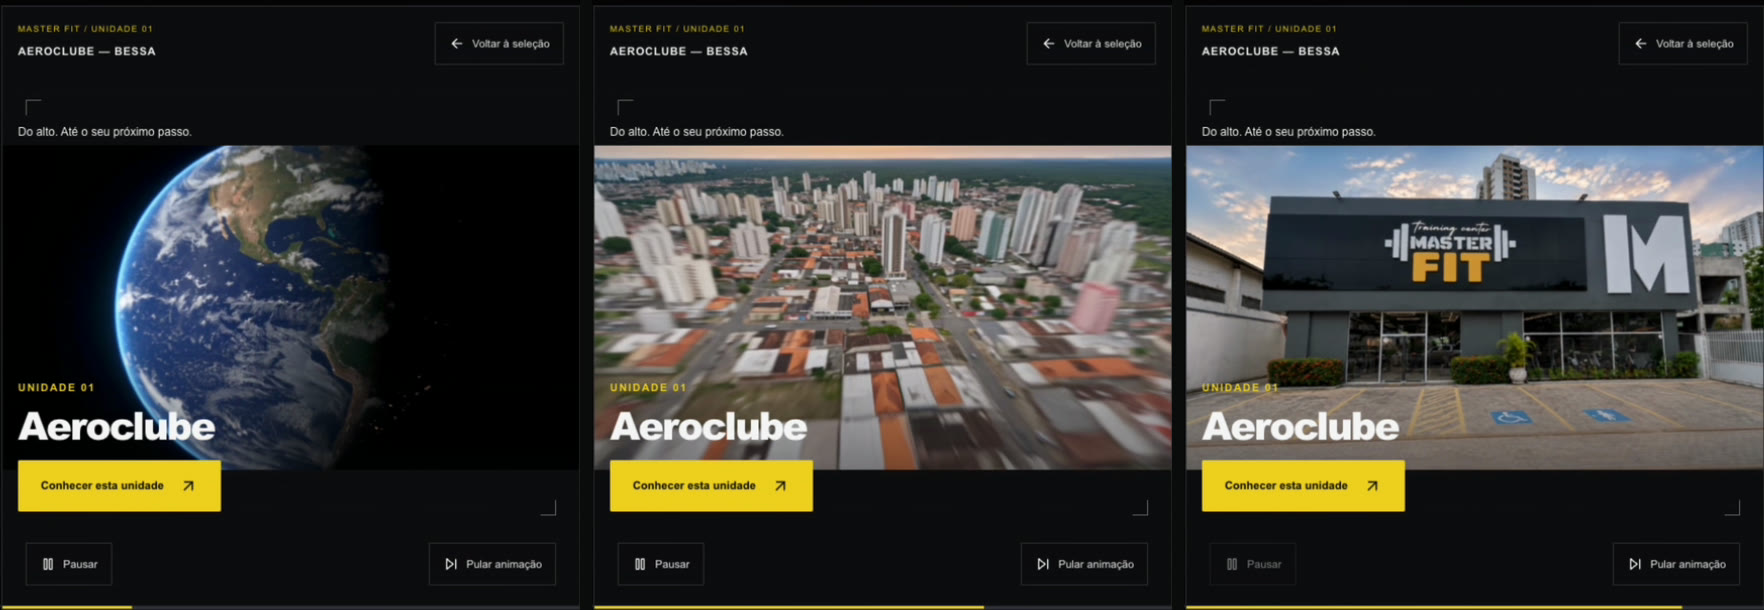 MASTER FIT / UNIDADE 01
AEROCLUBE — BESSA
Voltar à seleção
Do alto. Até o seu próximo passo.
UNIDADE 01
Aeroclube
Conhecer esta unidade
Pausar
Pular animação
MASTER FIT / UNIDADE 01
AEROCLUBE — BESSA
Voltar à seleção
Do alto. Até o seu próximo passo.
UNIDADE 01
Aeroclube
Conhecer esta unidade
Pausar
Pular animação
MASTER FIT / UNIDADE 01
AEROCLUBE — BESSA
Voltar à seleção
Do alto. Até o seu próximo passo.
Training center
MASTER
FIT
M
UNIDADE 01
Aeroclube
Conhecer esta unidade
Pausar
Pular animação